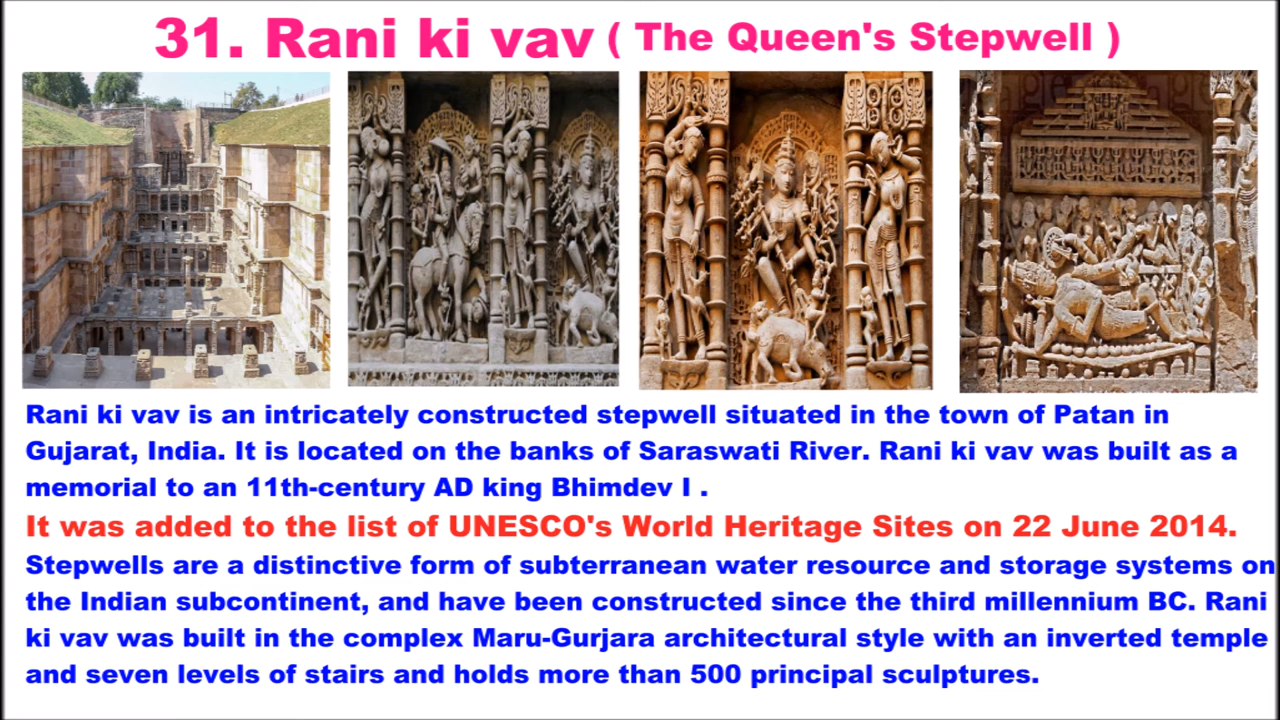 31. Rani ki vav ( The Queen's Stepwell )
Rani ki vav is an intricately constructed stepwell situated in the town of Patan in
Gujarat, India. It is located on the banks of Saraswati River. Rani ki vav was built as a
memorial to an 11th-century AD king Bhimdev I .
It was added to the list of UNESCO's World Heritage Sites on 22 June 2014.
Stepwells are a distinctive form of subterranean water resource and storage systems on
the Indian subcontinent, and have been constructed since the third millennium BC. Rani
ki vav was built in the complex Maru-Gurjara architectural style with an inverted temple
and seven levels of stairs and holds more than 500 principal sculptures.